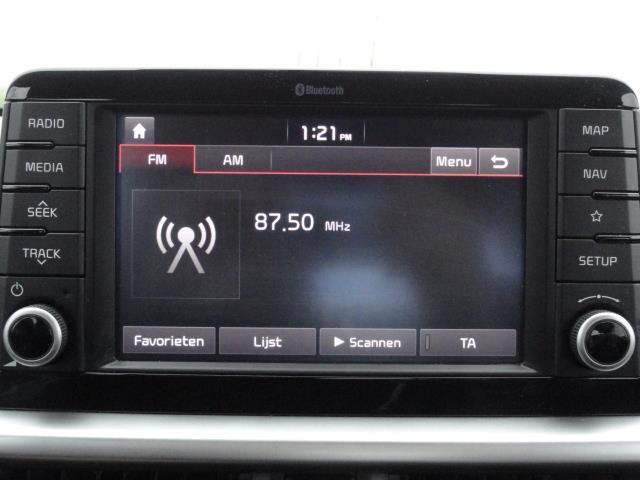 Bluetooth
RADIO
MEDIA
SEEK
TRACK
1:21 PM
FM AM Menu
87.50 MHz
Favorieten Lijst Scannen TA
MAP
NAV
SETUP